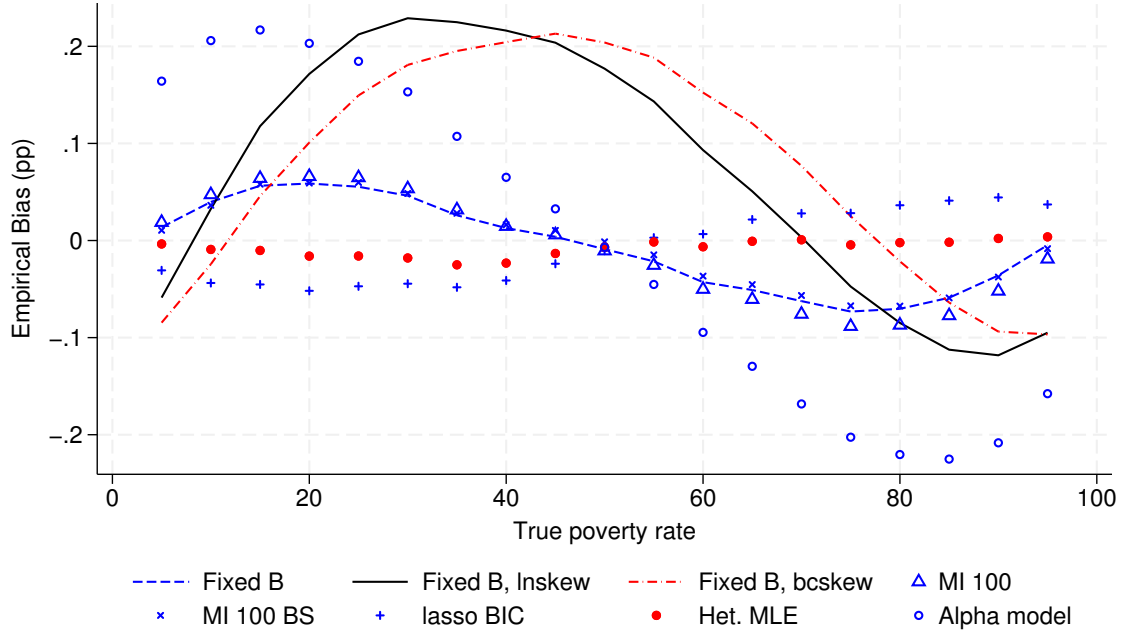 .2
.1
0
-.1
-.2
Empirical Bias (pp)
0 20 40 60 80 100
True poverty rate
Fixed B Fixed B, lnskew Fixed B, bcskew MI 100
MI 100 BS lasso BIC Het. MLE Alpha model